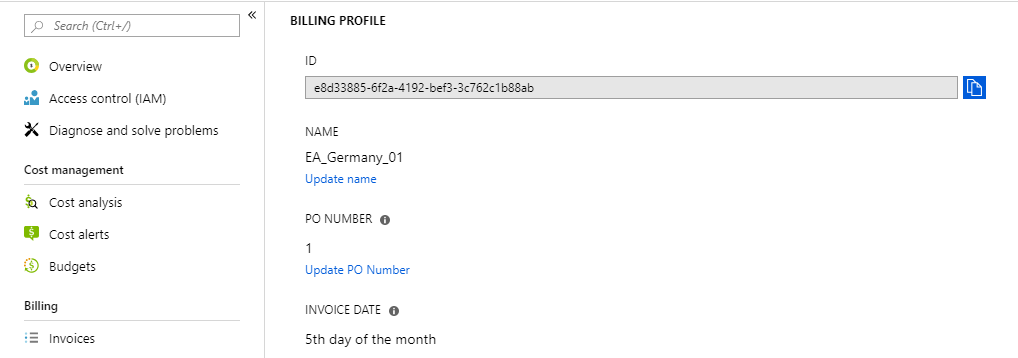 Search (Ctrl+/)
«
Overview
Access control (IAM)
Diagnose and solve problems
Cost management
Cost analysis
Cost alerts
Budgets
Billing
Invoices
BILLING PROFILE
ID
e8d33885-6f2a-4192-bef3-3c762c1b88ab
NAME
EA_Germany_01
Update name
PO NUMBER
1
Update PO Number
INVOICE DATE
5th day of the month